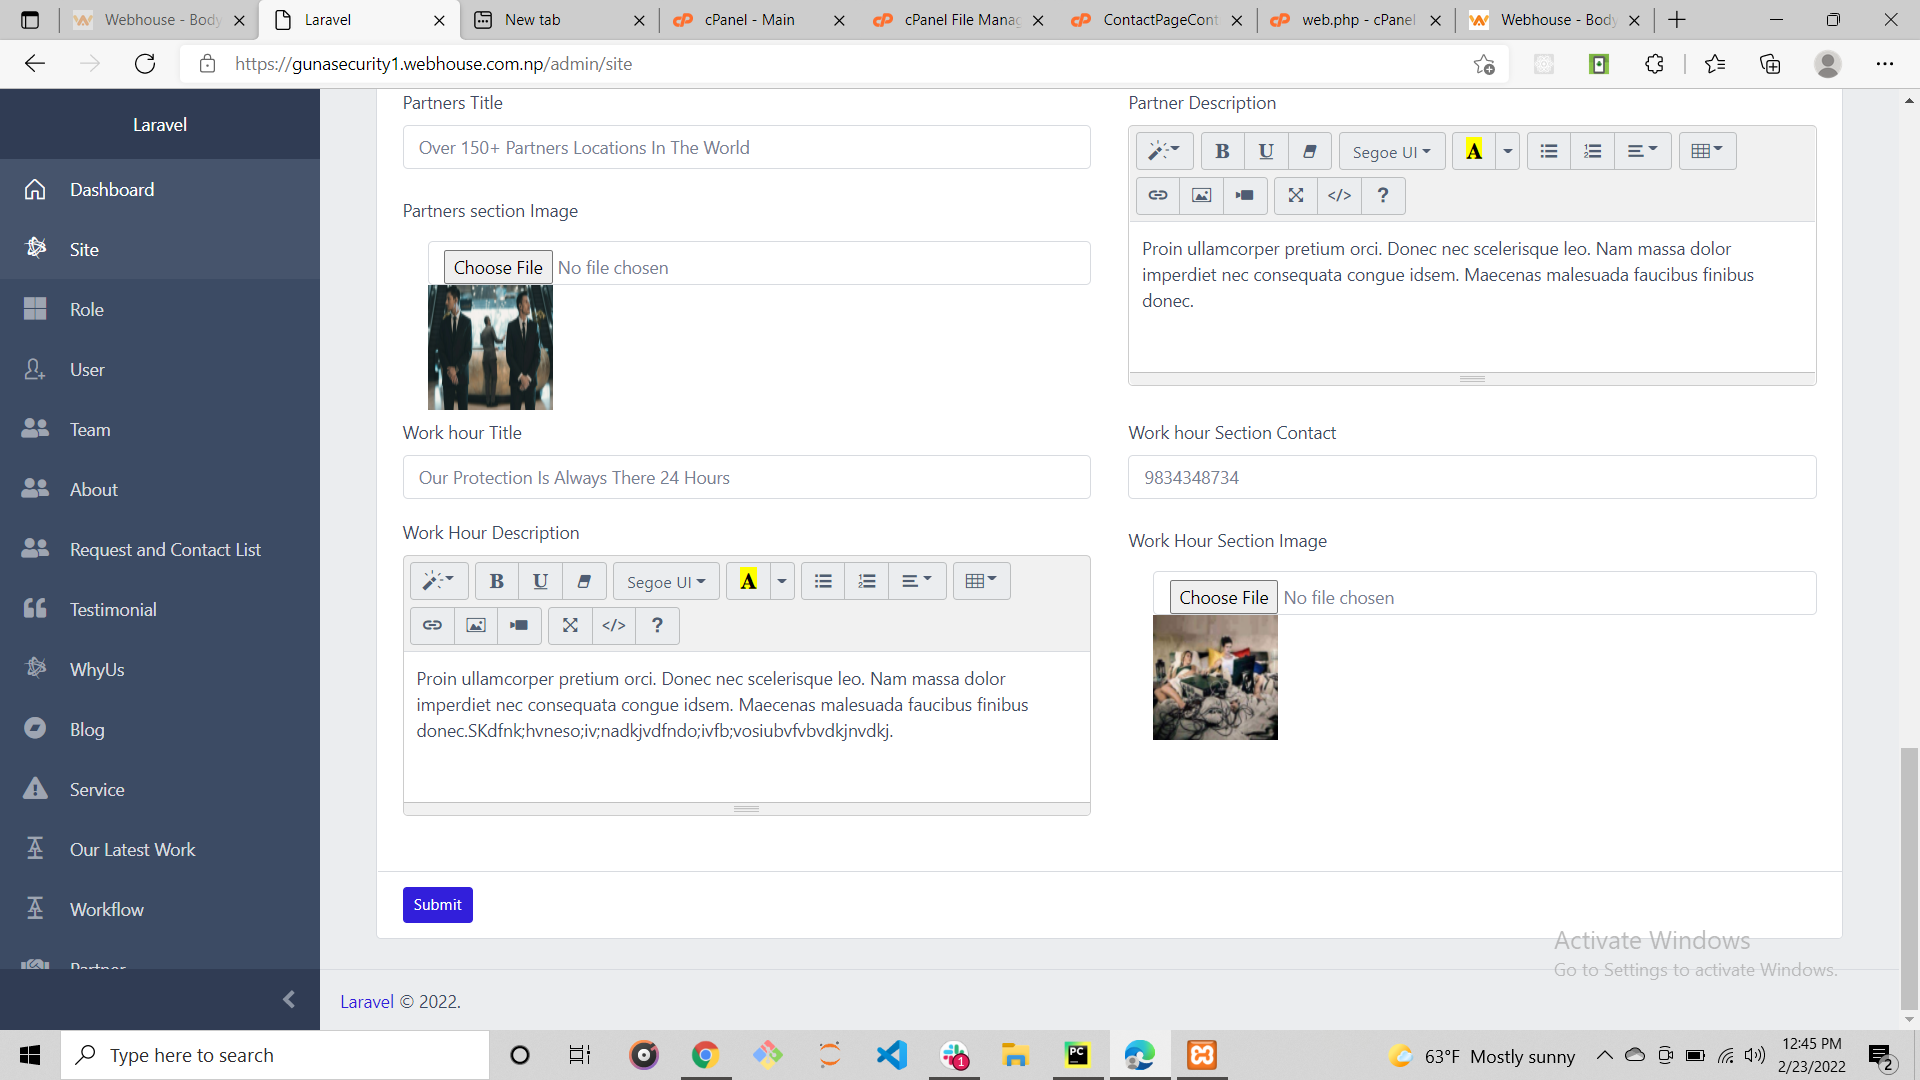 Webhouse - Body
Laravel
New tab
cPanel - Main
cPanel File Manag
ContactPageCont
web.php - cPanel
Webhouse - Body
https://gunasecurity1.webhouse.com.np/admin/site
Laravel
Dashboard
Site
Role
User
Team
About
Request and Contact List
Testimonial
WhyUs
Blog
Service
Our Latest Work
Workflow
Partner
Partners Title
Over 150+ Partners Locations In The World
Partners section Image
Choose File No file chosen
Partner Description
B U Segoe UI A
</> ?
Proin ullamcorper pretium orci. Donec nec scelerisque leo. Nam massa dolor
imperdiet nec consequata congue idsem. Maecenas malesuada faucibus finibus
donec.
Work hour Title
Our Protection Is Always There 24 Hours
Work hour Section Contact
9834348734
Work Hour Description
B U Segoe UI A
</> ?
Proin ullamcorper pretium orci. Donec nec scelerisque leo. Nam massa dolor
imperdiet nec consequata congue idsem. Maecenas malesuada faucibus finibus
donec.SKdfnk;hvneso;iv;nadkjvdfndo;ivfb;vosiubvfvbvdkjnvdkj.
Work Hour Section Image
Choose File No file chosen
Submit
Activate Windows
Go to Settings to activate Windows.
Laravel © 2022.
Type here to search
1
PC
63°F Mostly sunny
12:45 PM
2/23/2022
2